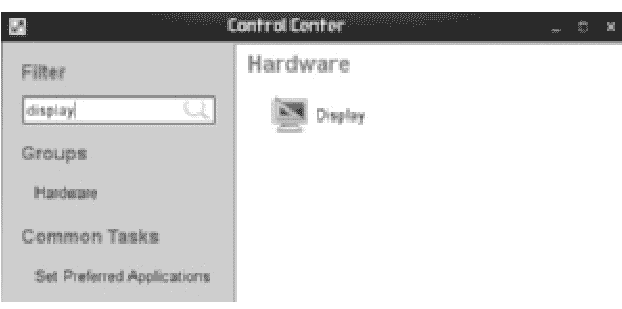 Control Center
Filter
display
Groups
Hardware
Common Tasks
Set Preferred Applications
Hardware
Display